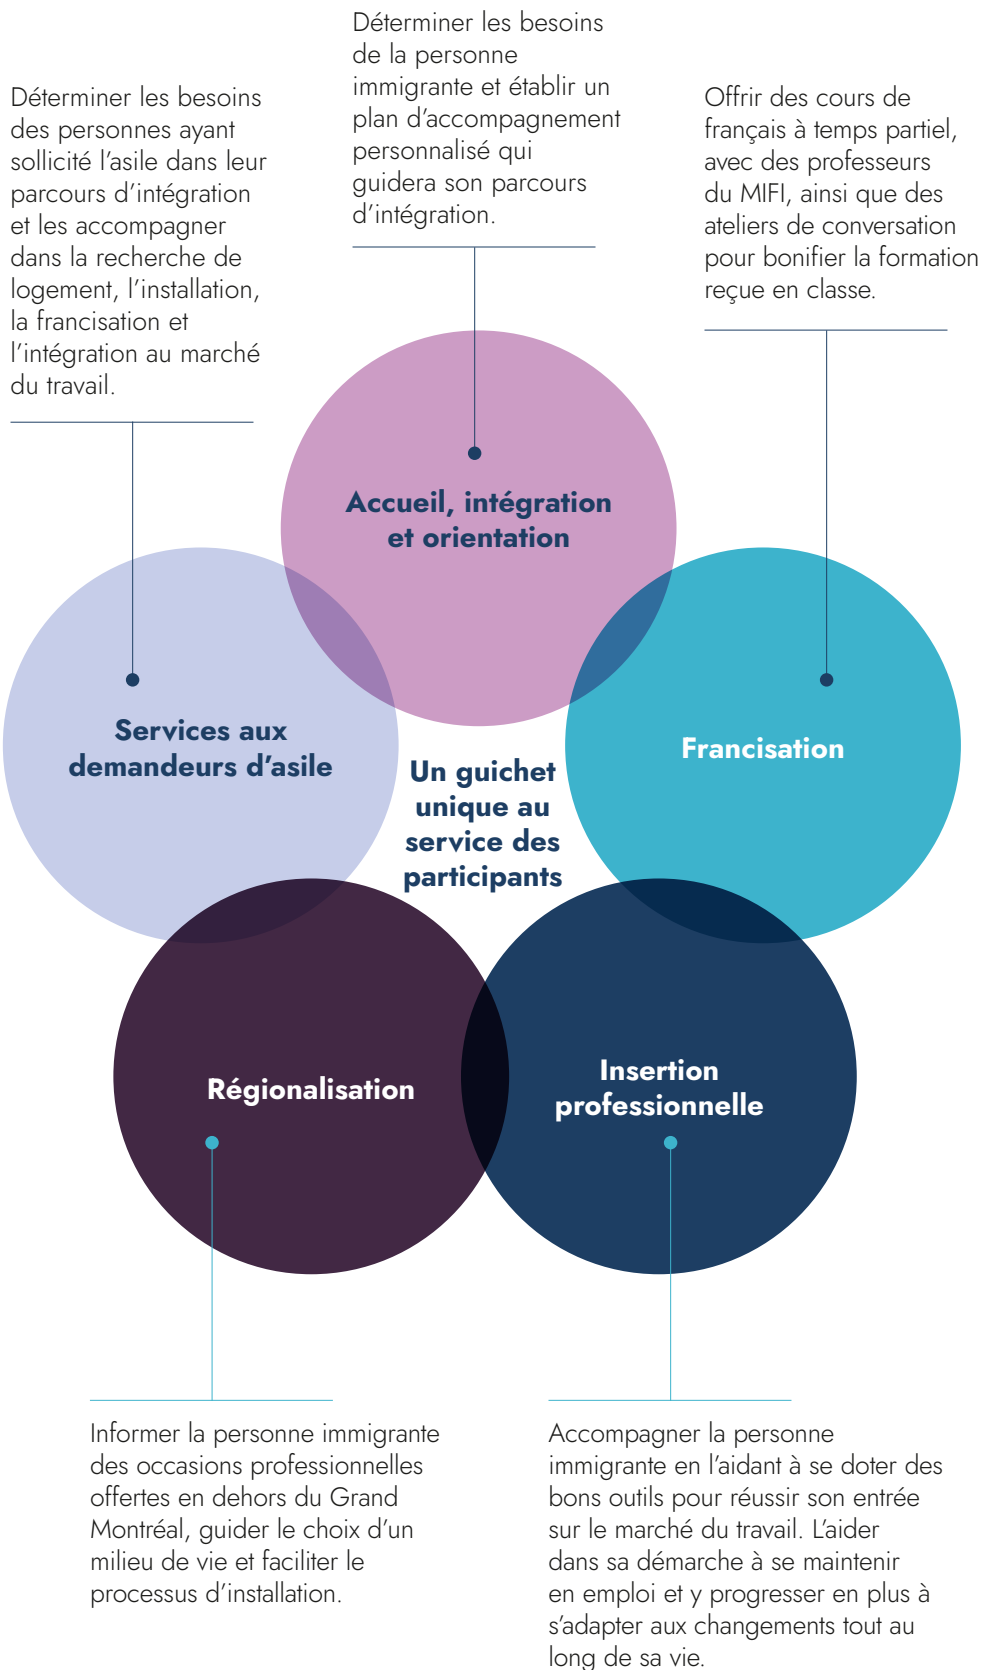 Déterminer les besoins
des personnes ayant
sollicité l’asile dans leur
parcours d’intégration
et les accompagner
dans la recherche de
logement, l’installation,
la francisation et
l’intégration au marché
du travail.
Déterminer les besoins
de la personne
immigrante et établir un
plan d’accompagnement
personnalisé qui
guidera son parcours
d’intégration.
Offrir des cours de
français à temps partiel,
avec des professeurs
du MIFI, ainsi que des
ateliers de conversation
pour bonifier la formation
reçue en classe.
Accueil, intégration
et orientation
Services aux
demandeurs d’asile
Francisation
Un guichet
unique au
service des
participants
Régionalisation
Insertion
professionnelle
Informer la personne immigrante
des occasions professionnelles
offertes en dehors du Grand
Montréal, guider le choix d’un
milieu de vie et faciliter le
processus d’installation.
Accompagner la personne
immigrante en l’aidant à se doter des
bons outils pour réussir son entrée
sur le marché du travail. L’aider
dans sa démarche à se maintenir
en emploi et y progresser en plus à
s’adapter aux changements tout au
long de sa vie.